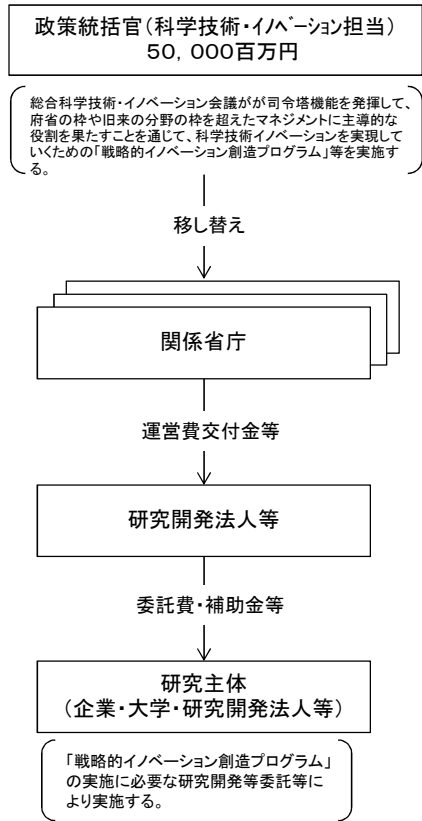 政策統括官(科学技術・イノベーション担当)
50,000百万円
総合科学技術・イノベーション会議がが司令塔機能を発揮して、
府省の枠や旧来の分野の枠を超えたマネジメントに主導的な
役割を果たすことを通じて、科学技術イノベーションを実現して
いくための「戦略的イノベーション創造プログラム」等を実施す
る。
移し替え
関係省庁
運営費交付金等
研究開発法人等
委託費・補助金等
研究主体
(企業・大学・研究開発法人等)
「戦略的イノベーション創造プログラム」
の実施に必要な研究開発等委託等に
より実施する。